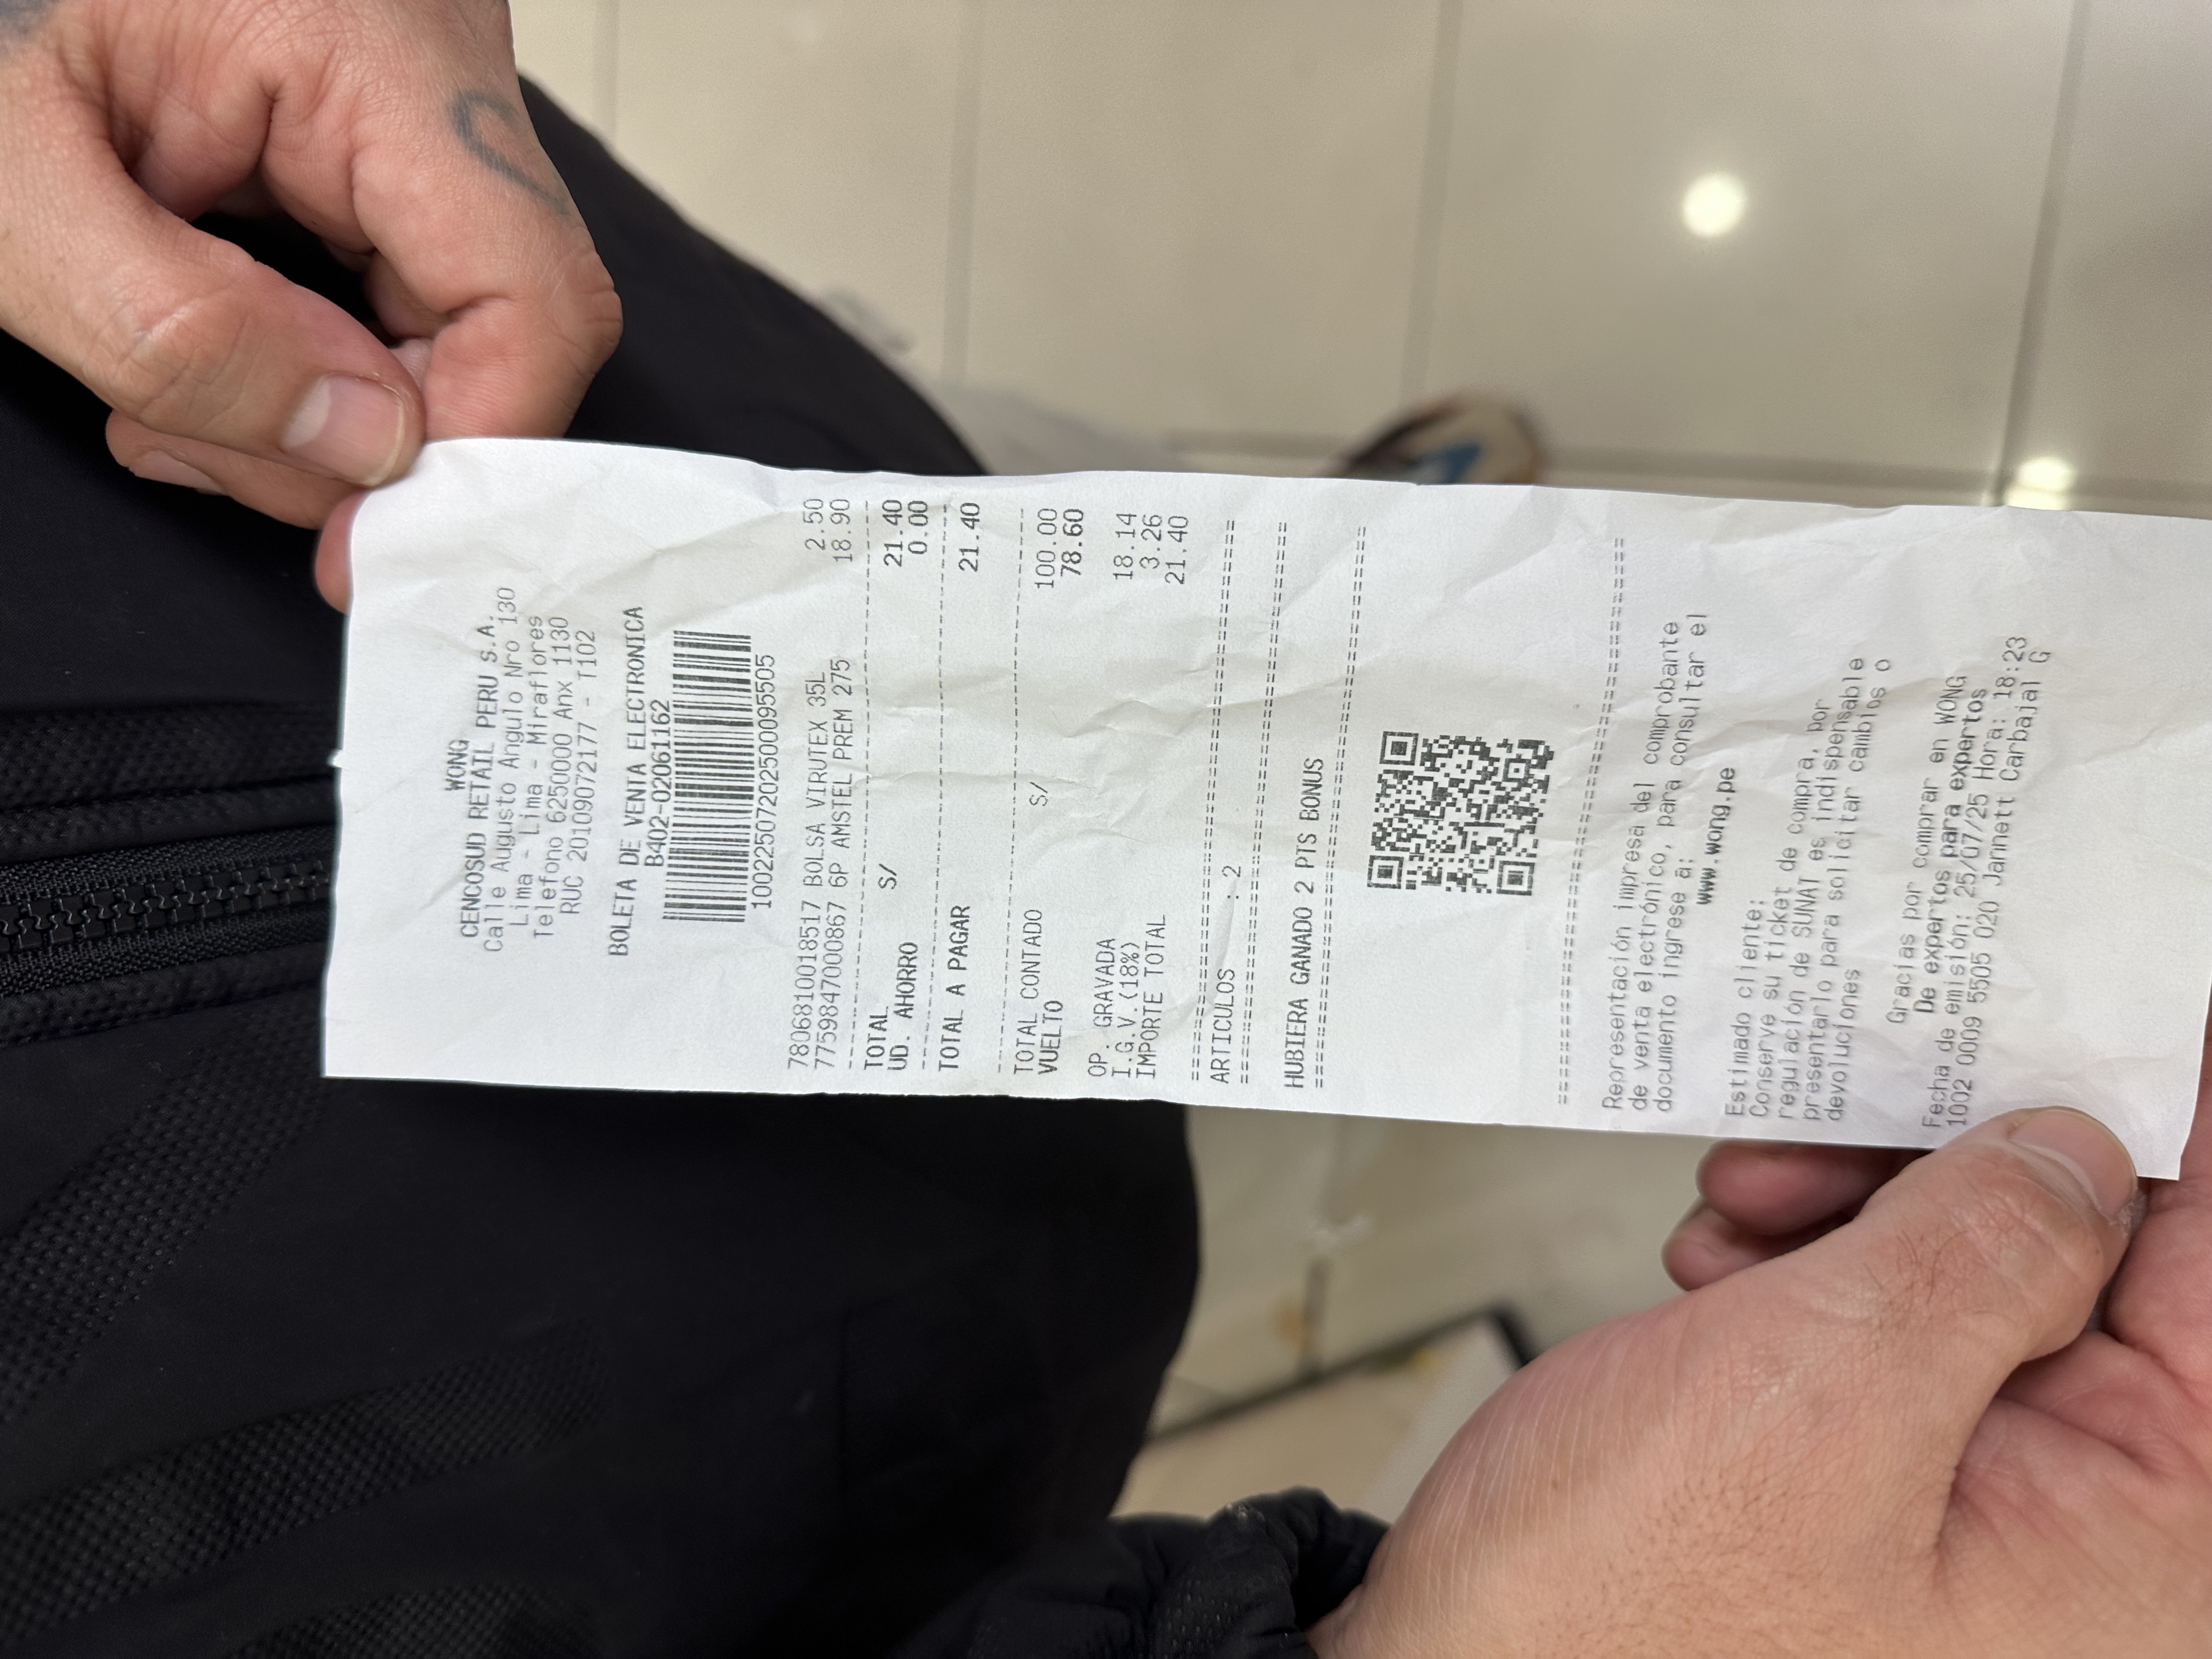 WONG
CENCOSUD RETAIL PERU S.A.
Calle Augusto Angulo Nro 130
Lima - Lima - Miraflores
Telefono 6250000 Anx 1130
RUC 20109072177 - T102
BOLETA DE VENTA ELECTRONICA
B402-02061162
10022507202500095505
7806810018517 BOLSA VIRUTEX 35L 2.50
7759847000867 6P AMSTEL PREM 275 18.90
TOTAL S/ 21.40
UD. AHORRO 0.00
TOTAL A PAGAR 21.40
TOTAL CONTADO S/ 100.00
VUELTO 78.60
OP. GRAVADA 18.14
I.G.V.(18%) 3.26
IMPORTE TOTAL 21.40
ARTICULOS : 2
HUBIERA GANADO 2 PTS BONUS
Representación impresa del comprobante
de venta electrónico, para consultar el
documento ingrese a:
www.wong.pe
Estimado cliente:
Conserve su ticket de compra, por
regulación de SUNAT es indispensable
presentarlo para solicitar cambios o
devoluciones
Gracias por comprar en WONG
De expertos para expertos
Fecha de emisión: 25/07/25 Hora: 18:23
1002 0009 5505 020 Jannett Carbajal G